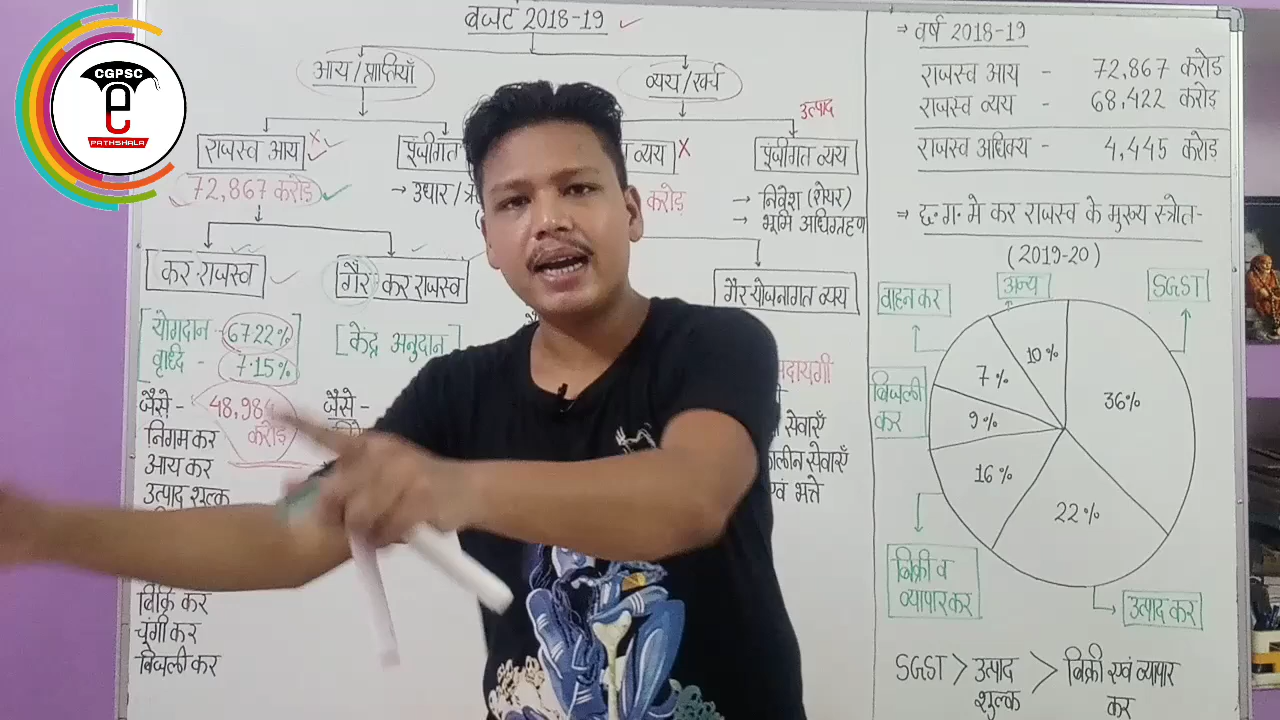 CGPSC
e
PATHSHALA
बजट 2018-19
आय/प्राप्तियाँ
व्यय/खर्च
उत्पाद
राजस्व आय
पूंजीगत
व्यय
पूंजीगत व्यय
72,867 करोड़
→ उधार/
करोड़
→ निवेश (शेयर)
→ भूमि अधिग्रहण
कर राजस्व
गैर कर राजस्व
गैर योजनागत व्यय
योगदान - 67.22%
वृद्धि - 7.15%
[केंद्र अनुदान]
जैसे - 48,98
करोड़
जैसे -
निगम कर
आय कर
उत्पाद शुल्क
बिक्रि कर
चूंगी कर
बिजली कर
सेवाएँ
एवं भत्ते
→ वर्ष 2018-19
राजस्व आय - 72,867 करोड़
राजस्व व्यय - 68,422 करोड़
राजस्व अधिक्य - 4,445 करोड़
→ छ.ग. मे कर राजस्व के मुख्य स्त्रोत-
(2019-20)
वाहन कर
अन्य
SGST
10%
7%
36%
बिजली
कर
9%
16%
22%
बिक्री व
व्यापार कर
उत्पाद कर
SGST > उत्पाद
शुल्क
> बिक्री एवं व्यापार
कर